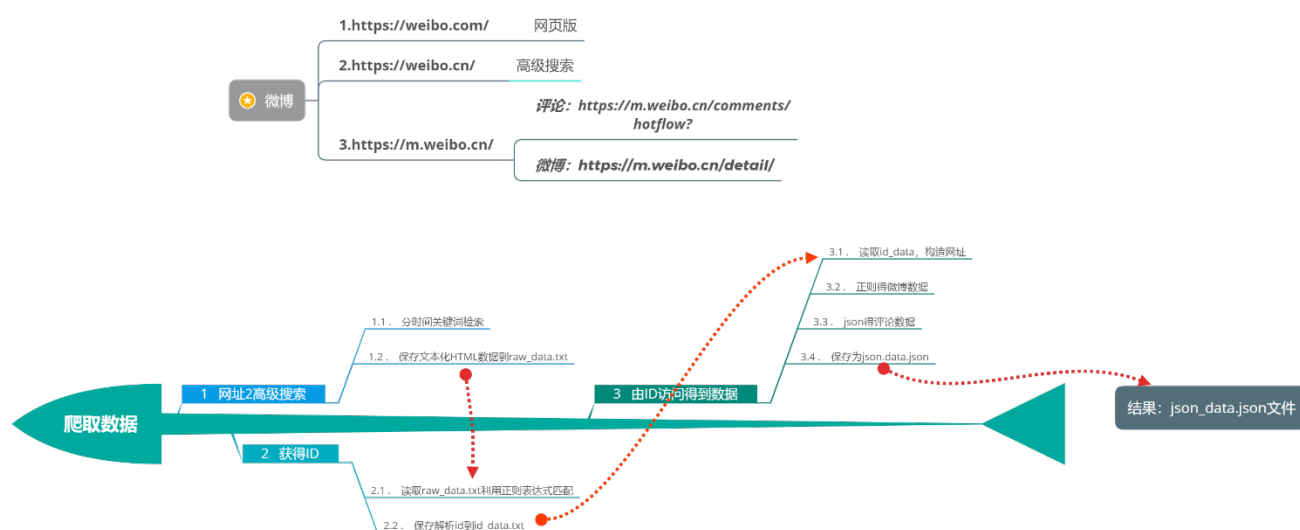 1.https://weibo.com/ 网页版
2.https://weibo.cn/ 高级搜索
微博
评论：https://m.weibo.cn/comments/
hotflow?
3.https://m.weibo.cn/
微博：https://m.weibo.cn/detail/
3.1. 读取id_data，构造网址
3.2. 正则得微博数据
1.1. 分时间关键词检索
3.3. json得评论数据
1.2. 保存文本化HTML数据到raw_data.txt
3.4. 保存为json.data.json
1 网址2高级搜索
3 由ID访问得到数据
结果：json_data.json文件
爬取数据
2 获得ID
2.1. 读取raw_data.txt利用正则表达式匹配
2.2. 保存解析id到id_data.txt